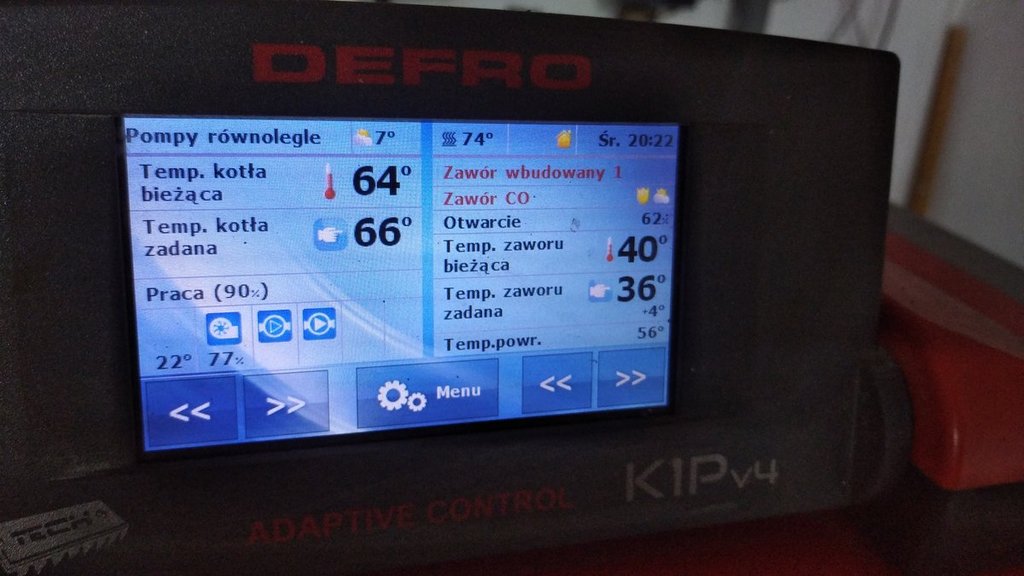 DEFRO
Pompy równolegle 7°
74° Śr. 20:22
Temp. kotła
bieżąca 64°
Temp. kotła
zadana 66°
Praca (90%)
22° 77%
Zawór wbudowany 1
Zawór CO
Otwarcie 62%
Temp. zaworu
bieżąca 40°
Temp. zaworu
zadana 36°
+4°
Temp.powr. 56°
<< >> Menu << >>
K1Pv4
ADAPTIVE CONTROL
TECH